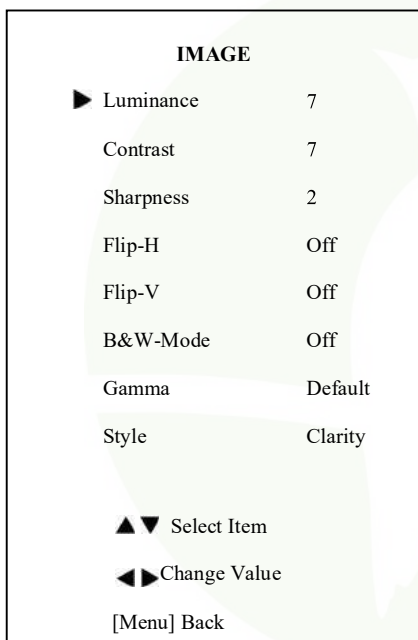 IMAGE
▶ Luminance 7
Contrast 7
Sharpness 2
Flip-H Off
Flip-V Off
B&W-Mode Off
Gamma Default
Style Clarity
▲▼ Select Item
◀▶Change Value
[Menu] Back